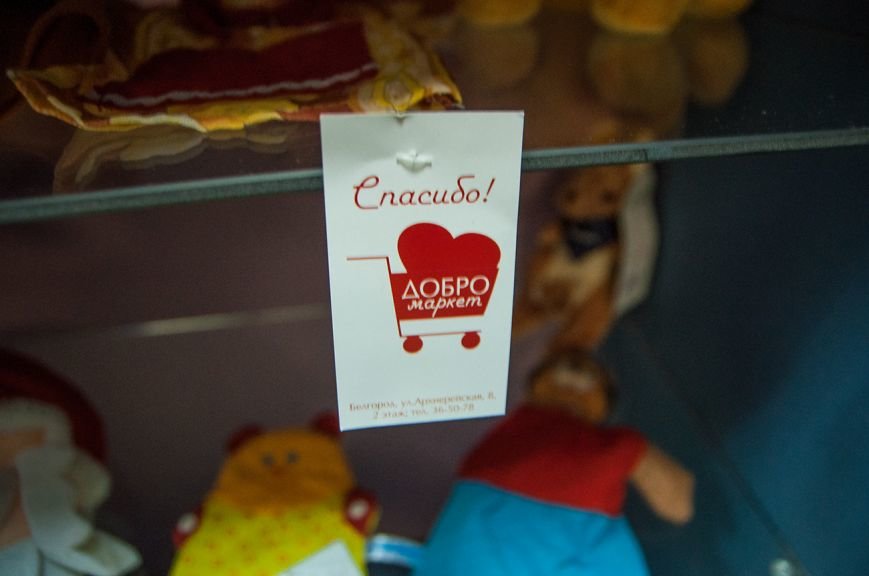 Спасибо!
ДОБРО
маркет
Белгород, ул.Архиерейская, 8,
2 этаж; тел. 36-50-78